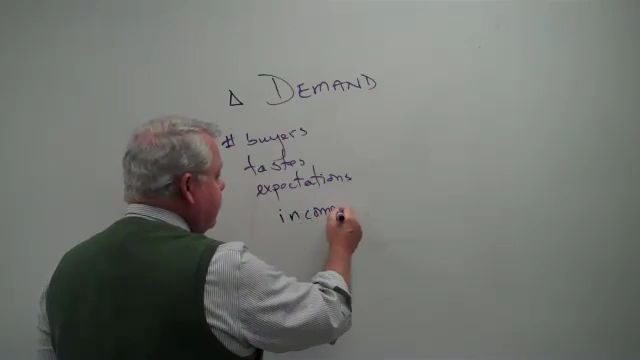 Δ DEMAND
# buyers
tastes
expectations
incom